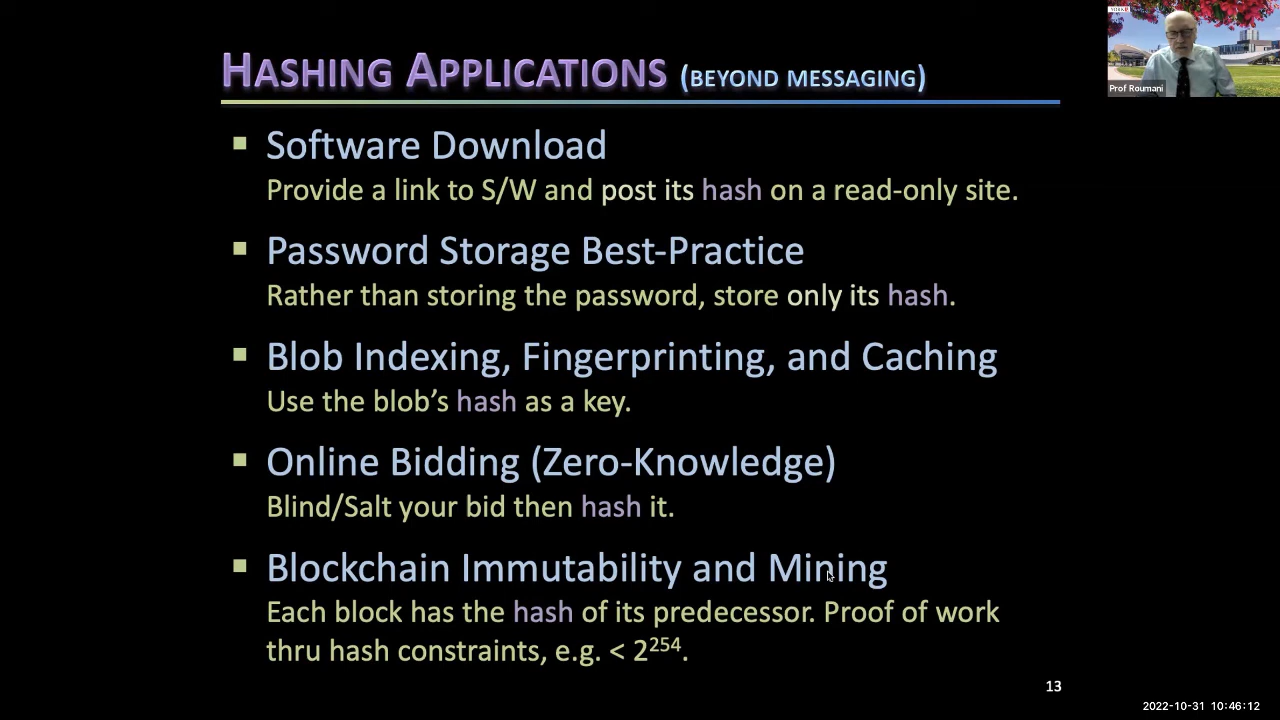 HASHING APPLICATIONS (BEYOND MESSAGING)
Software Download
Provide a link to S/W and post its hash on a read-only site.
Password Storage Best-Practice
Rather than storing the password, store only its hash.
Blob Indexing, Fingerprinting, and Caching
Use the blob's hash as a key.
Online Bidding (Zero-Knowledge)
Blind/Salt your bid then hash it.
Blockchain Immutability and Mining
Each block has the hash of its predecessor. Proof of work
thru hash constraints, e.g. < 2²⁵⁴.
13
Prof Roumani
2022-10-31 10:46:12